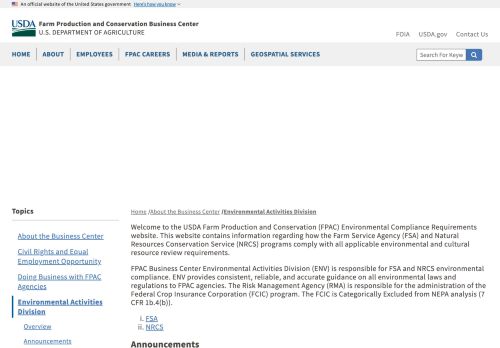 An official website of the United States government Here's how you know
USDA Farm Production and Conservation Business Center
U.S. DEPARTMENT OF AGRICULTURE
FOIA USDA.gov Contact Us
HOME ABOUT EMPLOYEES FPAC CAREERS MEDIA & REPORTS GEOSPATIAL SERVICES
Search For Keyw
Topics
About the Business Center
Civil Rights and Equal
Employment Opportunity
Doing Business with FPAC
Agencies
Environmental Activities
Division
Overview
Announcements
Home /About the Business Center /Environmental Activities Division
Welcome to the USDA Farm Production and Conservation (FPAC) Environmental Compliance Requirements
website. This website contains information regarding how the Farm Service Agency (FSA) and Natural
Resources Conservation Service (NRCS) programs comply with all applicable environmental and cultural
resource review requirements.
FPAC Business Center Environmental Activities Division (ENV) is responsible for FSA and NRCS environmental
compliance. ENV provides consistent, reliable, and accurate guidance on all environmental laws and
regulations to FPAC agencies. The Risk Management Agency (RMA) is responsible for the administration of the
Federal Crop Insurance Corporation (FCIC) program. The FCIC is Categorically Excluded from NEPA analysis (7
CFR 1b.4(b)).
i. FSA
ii. NRCS
Announcements